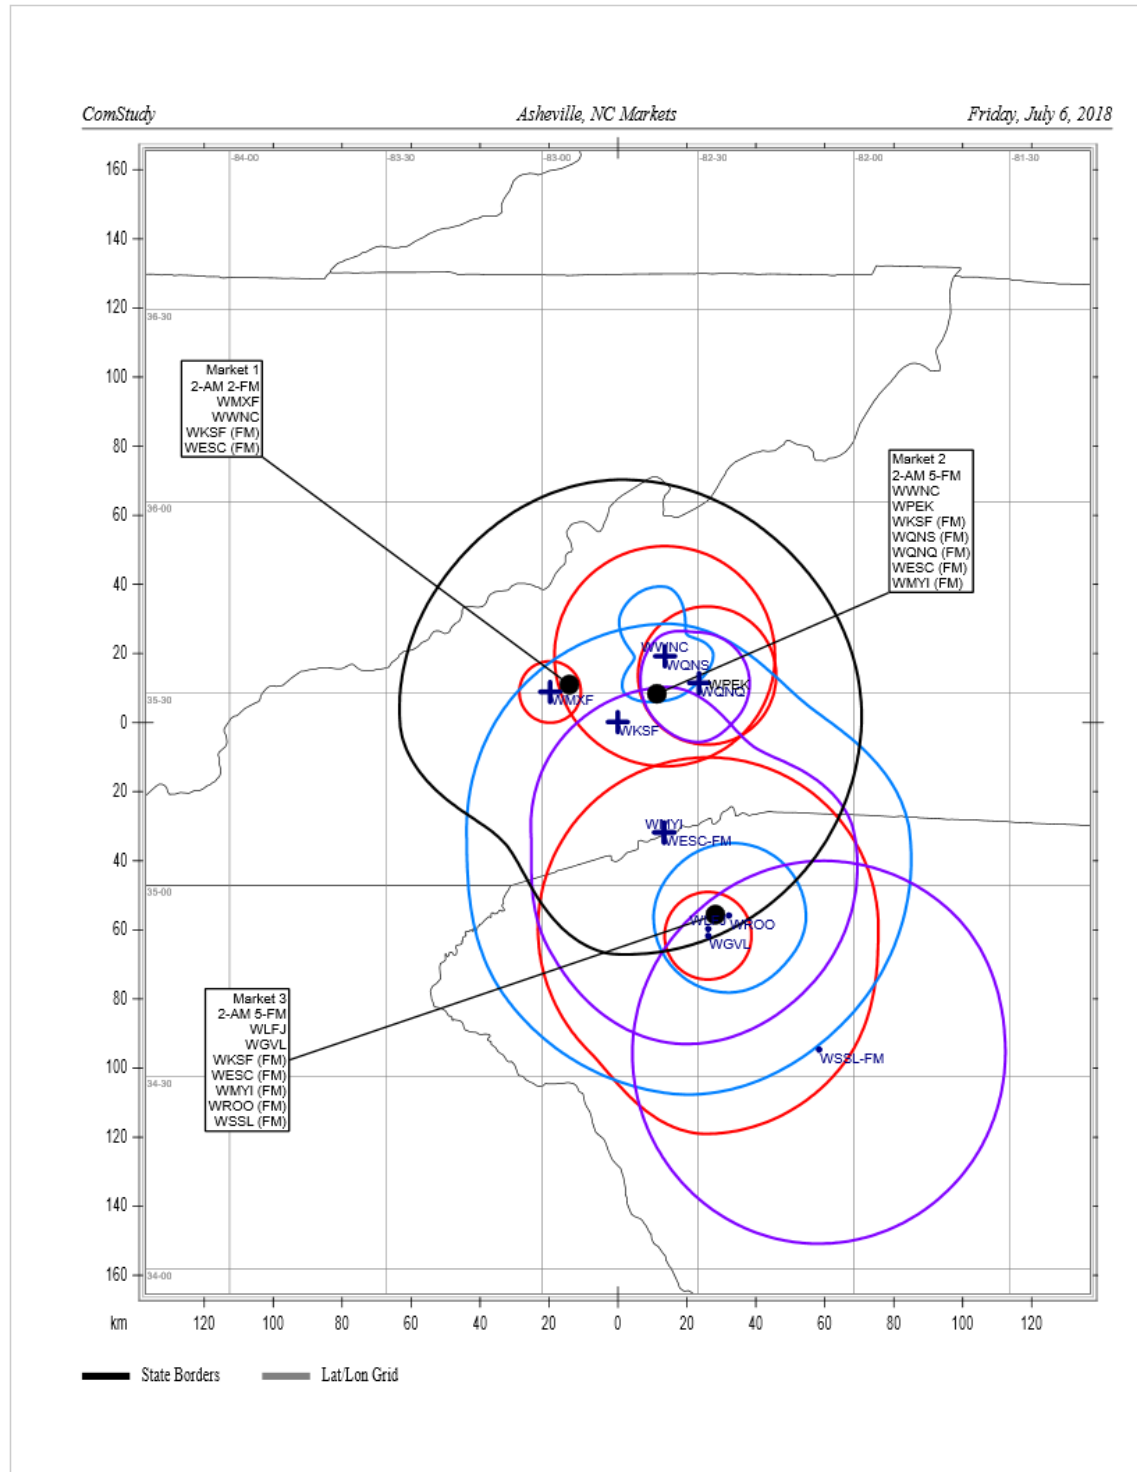 ComStudy Asheville, NC Markets Friday, July 6, 2018
-84-00 -83-30 -83-00 -82-30 -82-00 -81-30
160
140
120
36-30
100
Market 1
2-AM 2-FM
WMXF
WWNC
WKSF (FM)
WESC (FM)
80
Market 2
2-AM 5-FM
WWNC
WPEK
WKSF (FM)
WQNS (FM)
WQNQ (FM)
WESC (FM)
WMYI (FM)
60
36-00
40
20
WWNC
WQNS
WPEK
WQNQ
35-30
WMXF
0
WKSF
20
WMYI
WESC-FM
40
35-00
60
WLFJ
WROO
WGVL
80
Market 3
2-AM 5-FM
WLFJ
WGVL
WKSF (FM)
WESC (FM)
WMYI (FM)
WROO (FM)
WSSL (FM)
WSSL-FM
100
34-30
120
140
160
34-00
km 120 100 80 60 40 20 0 20 40 60 80 100 120
State Borders Lat/Lon Grid